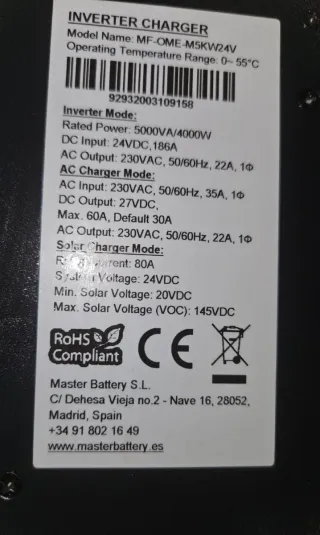 INVERTER CHARGER
Model Name: MF-OME-M5KW24V
Operating Temperature Range: 0~ 55°C
92932003109158
Inverter Mode:
Rated Power: 5000VA/4000W
DC Input: 24VDC,186A
AC Output: 230VAC, 50/60Hz, 22A, 1Φ
AC Charger Mode:
AC Input: 230VAC, 50/60Hz, 35A, 1Φ
DC Output: 27VDC,
Max. 60A, Default 30A
AC Output: 230VAC, 50/60Hz, 22A, 1Φ
Solar Charger Mode:
Rated Current: 80A
System Voltage: 24VDC
Min. Solar Voltage: 20VDC
Max. Solar Voltage (VOC): 145VDC
RoHS
Compliant
CE
Master Battery S.L.
C/ Dehesa Vieja no.2 - Nave 16, 28052,
Madrid, Spain
+34 91 802 16 49
www.masterbattery.es